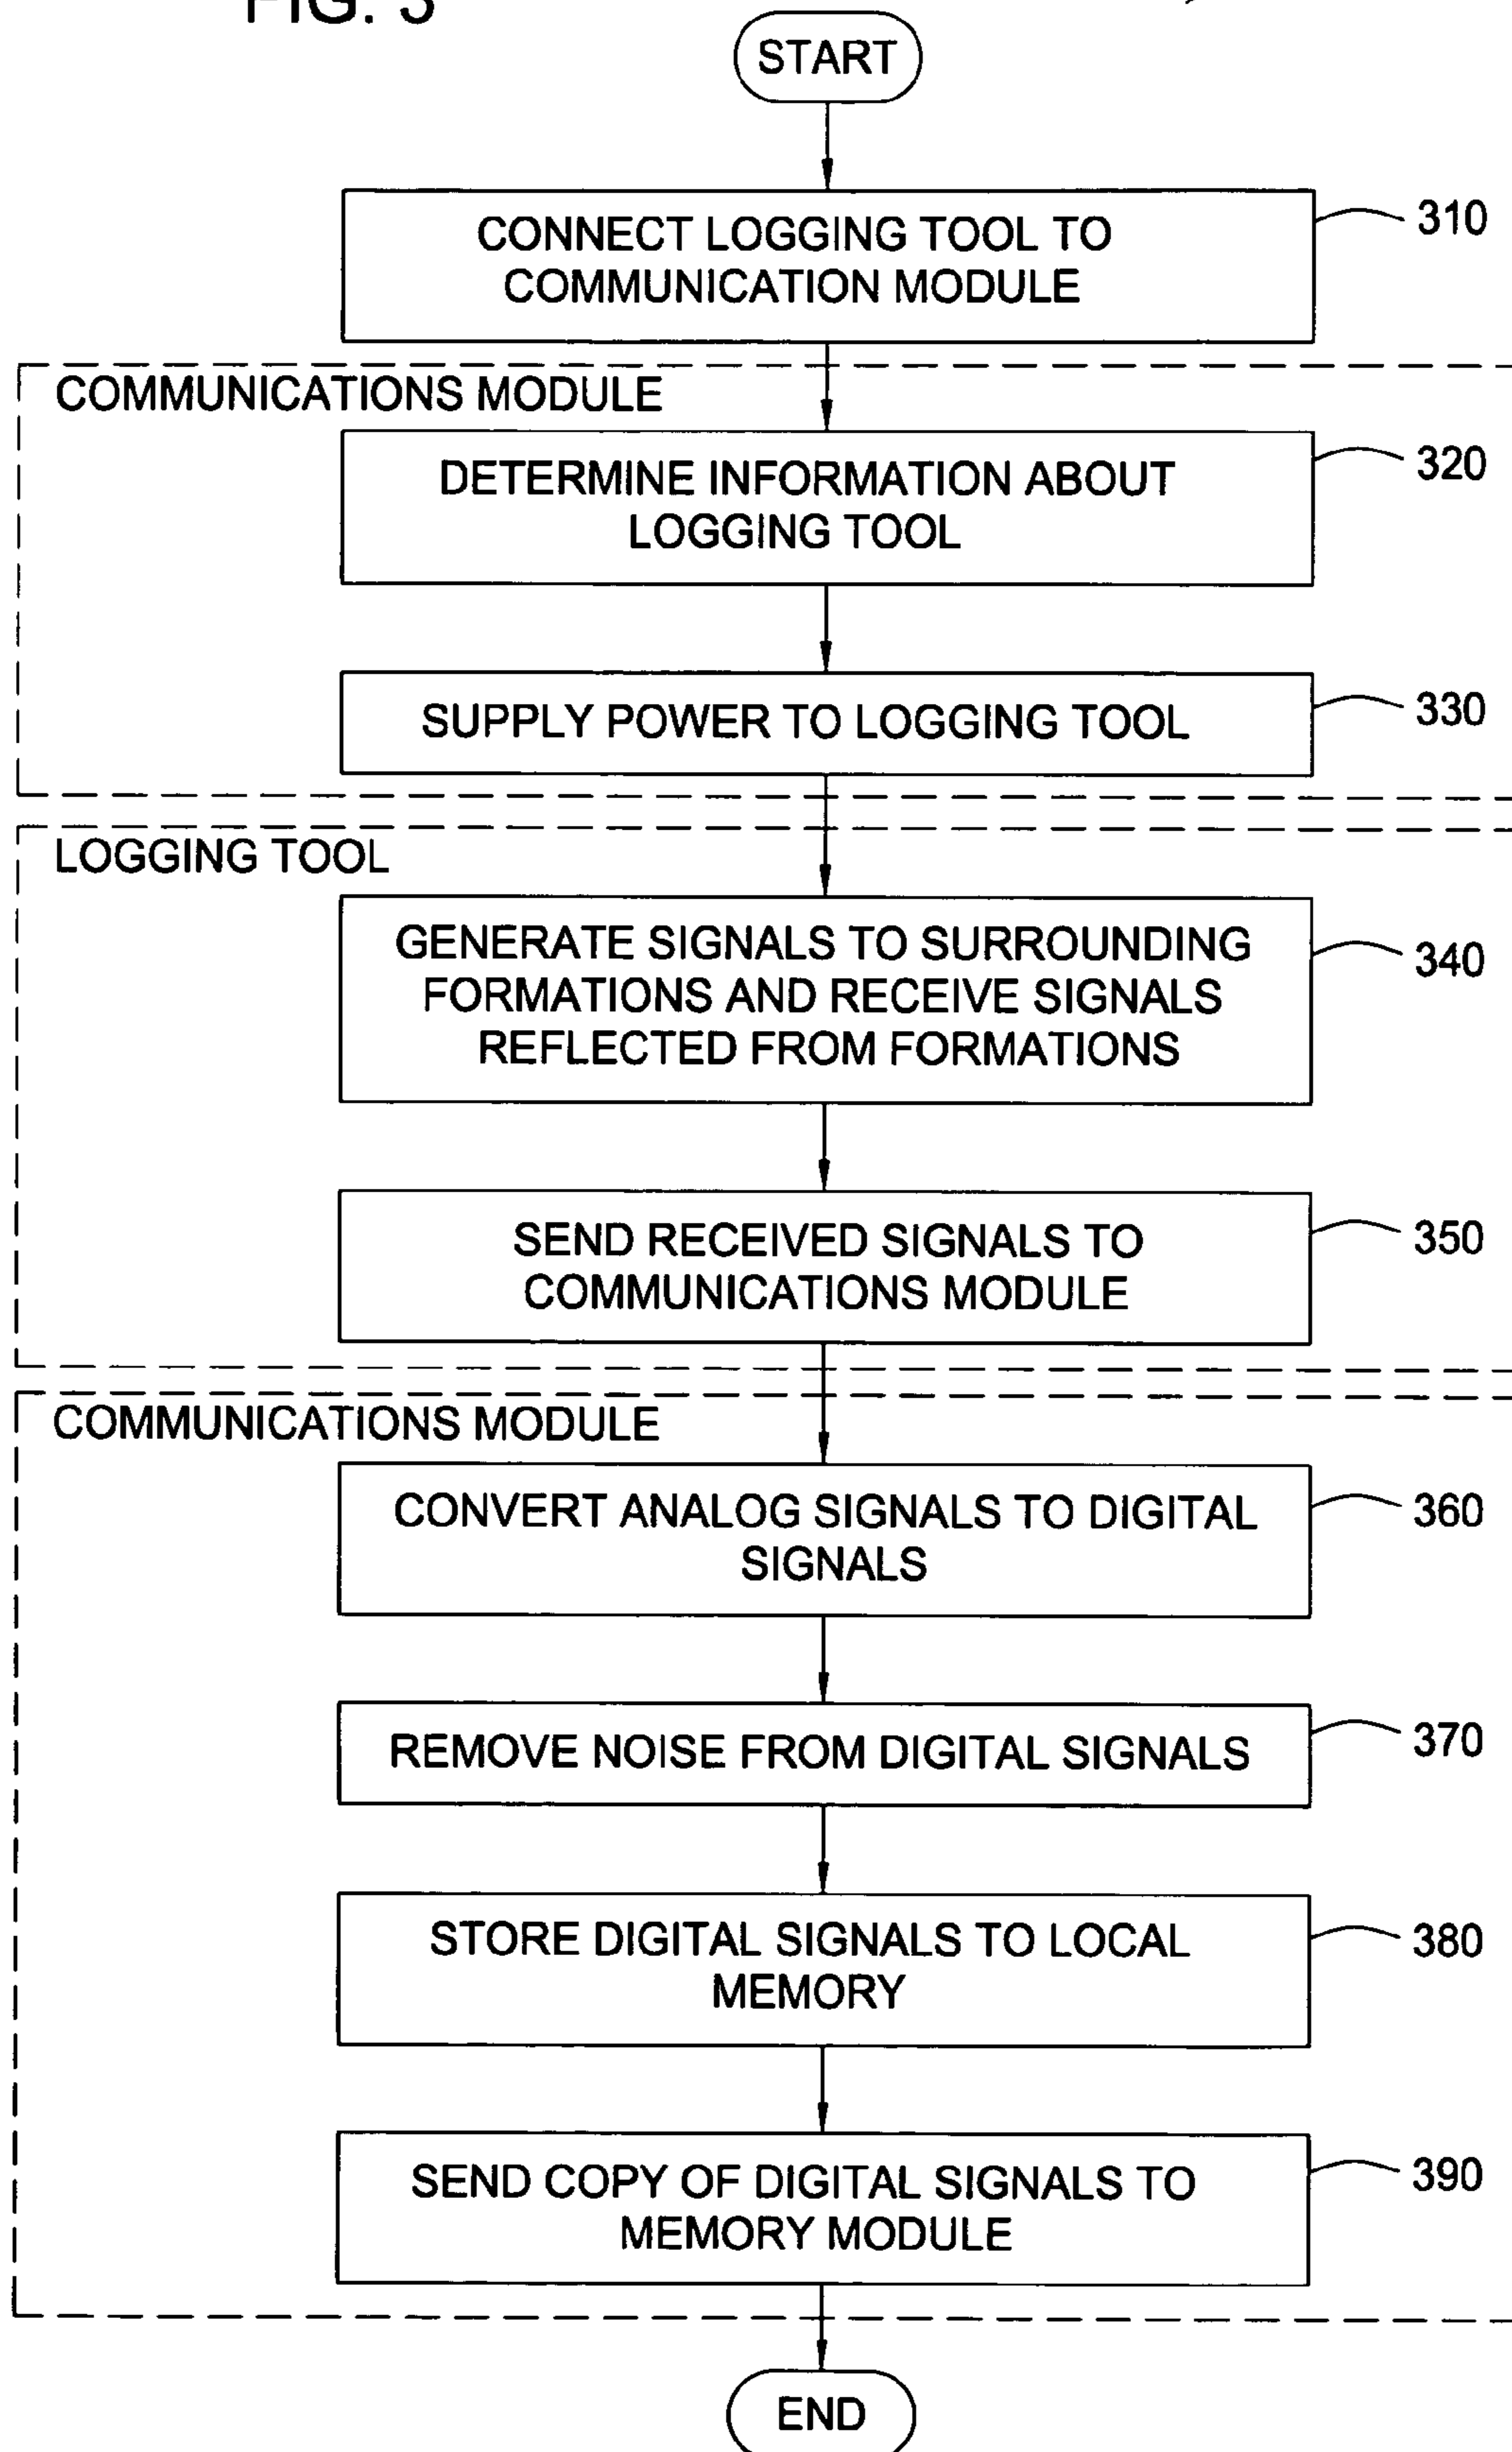 FIG. 3
START
CONNECT LOGGING TOOL TO
COMMUNICATION MODULE
310
COMMUNICATIONS MODULE
DETERMINE INFORMATION ABOUT
LOGGING TOOL
320
SUPPLY POWER TO LOGGING TOOL
330
LOGGING TOOL
GENERATE SIGNALS TO SURROUNDING
FORMATIONS AND RECEIVE SIGNALS
REFLECTED FROM FORMATIONS
340
SEND RECEIVED SIGNALS TO
COMMUNICATIONS MODULE
350
COMMUNICATIONS MODULE
CONVERT ANALOG SIGNALS TO DIGITAL
SIGNALS
360
REMOVE NOISE FROM DIGITAL SIGNALS
370
STORE DIGITAL SIGNALS TO LOCAL
MEMORY
380
SEND COPY OF DIGITAL SIGNALS TO
MEMORY MODULE
390
END